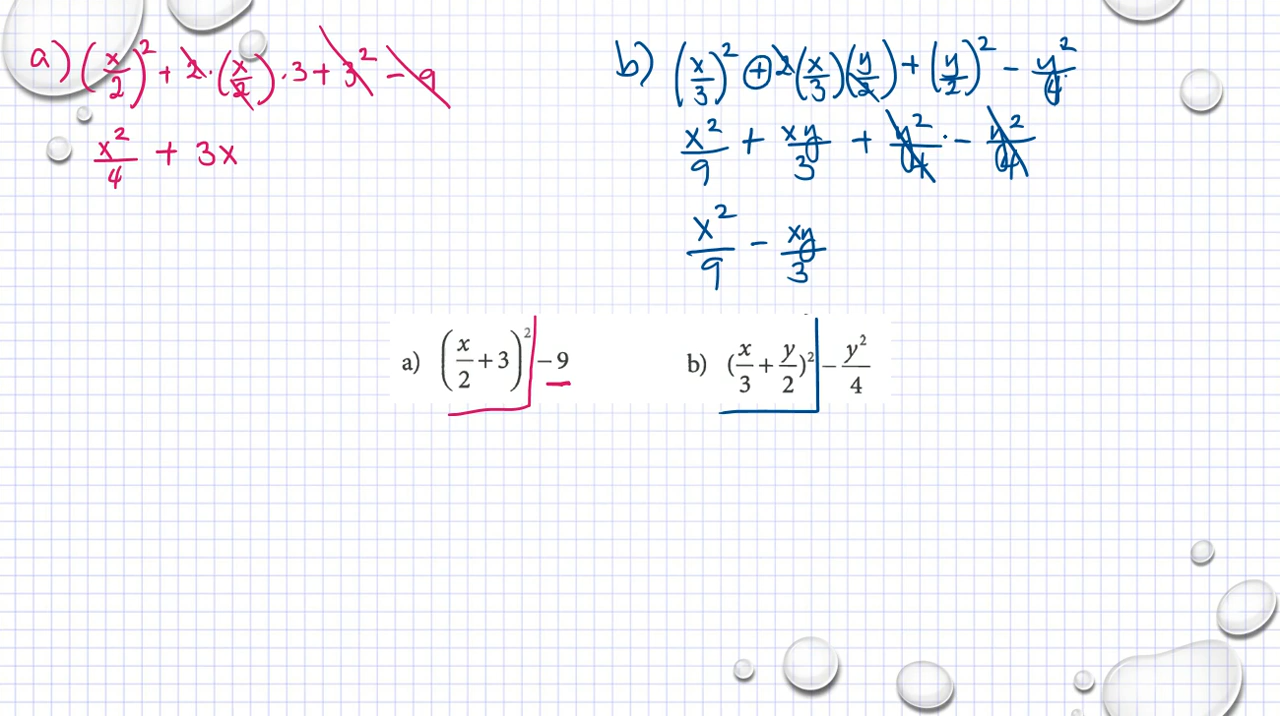 a) (x/2)² + 2·(x/2)·3 + 3² − 9
x²/4 + 3x
b) (x/3)² + 2(x/3)(y/2) + (y/2)² − y²/4
x²/9 + xy/3 + y²/4 · − y²/4
x²/9 − xy/3
a) (x/2 + 3)² − 9
b) (x/3 + y/2)² − y²/4